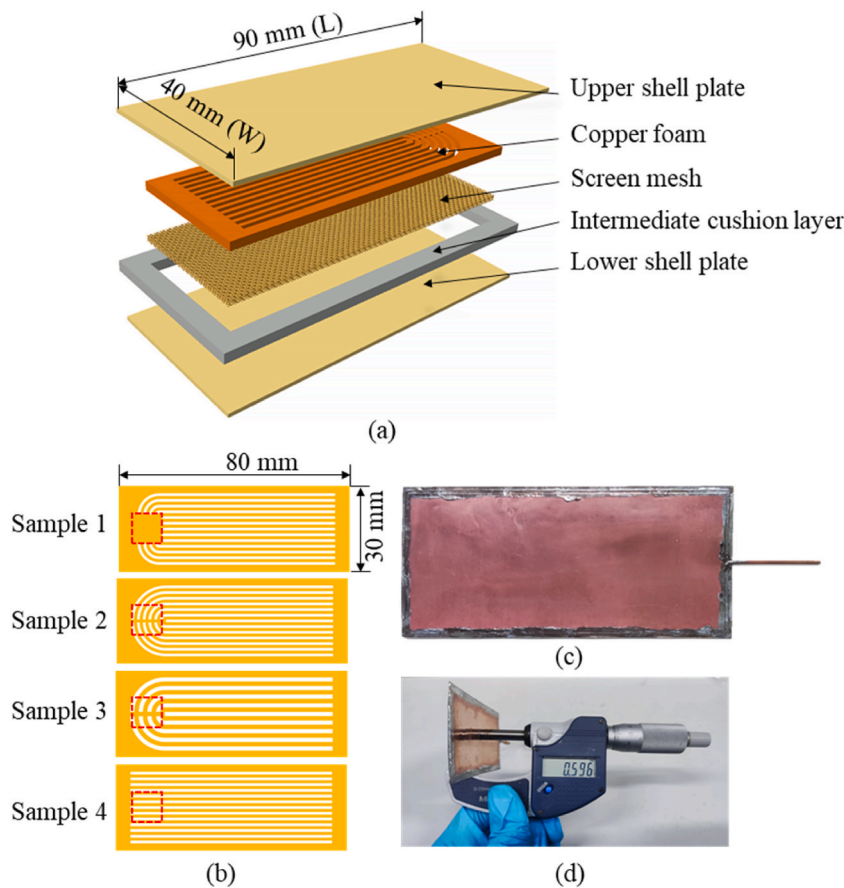 90 mm (L)
40 mm (W)
Upper shell plate
Copper foam
Screen mesh
Intermediate cushion layer
Lower shell plate
(a)
80 mm
30 mm
Sample 1
Sample 2
Sample 3
Sample 4
(b)
(c)
0.596
(d)